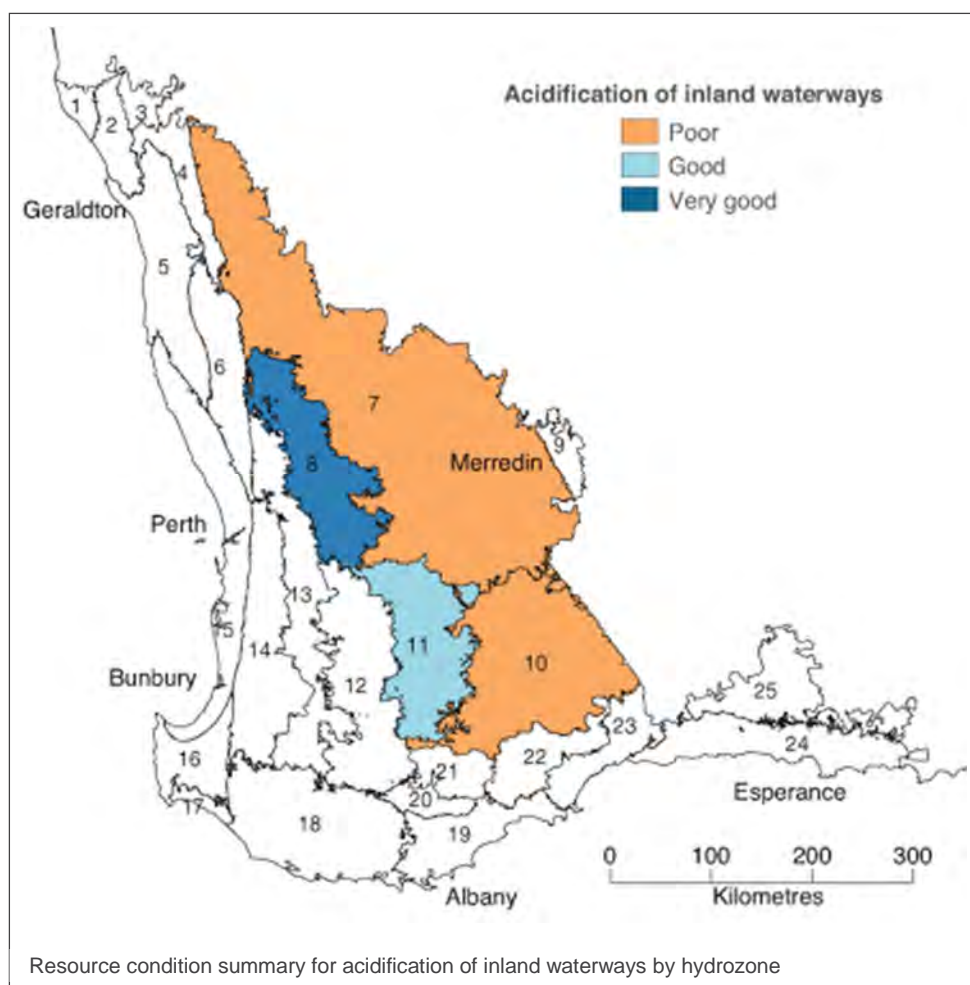 Acidification of inland waterways
Poor
Good
Very good
1
2
3
4
Geraldton
5
6
7
8
9
Merredin
Perth
13
15
14
11
12
10
Bunbury
25
23
24
22
16
21
Esperance
20
17
18
19
0 100 200 300
Kilometres
Albany
Resource condition summary for acidification of inland waterways by hydrozone